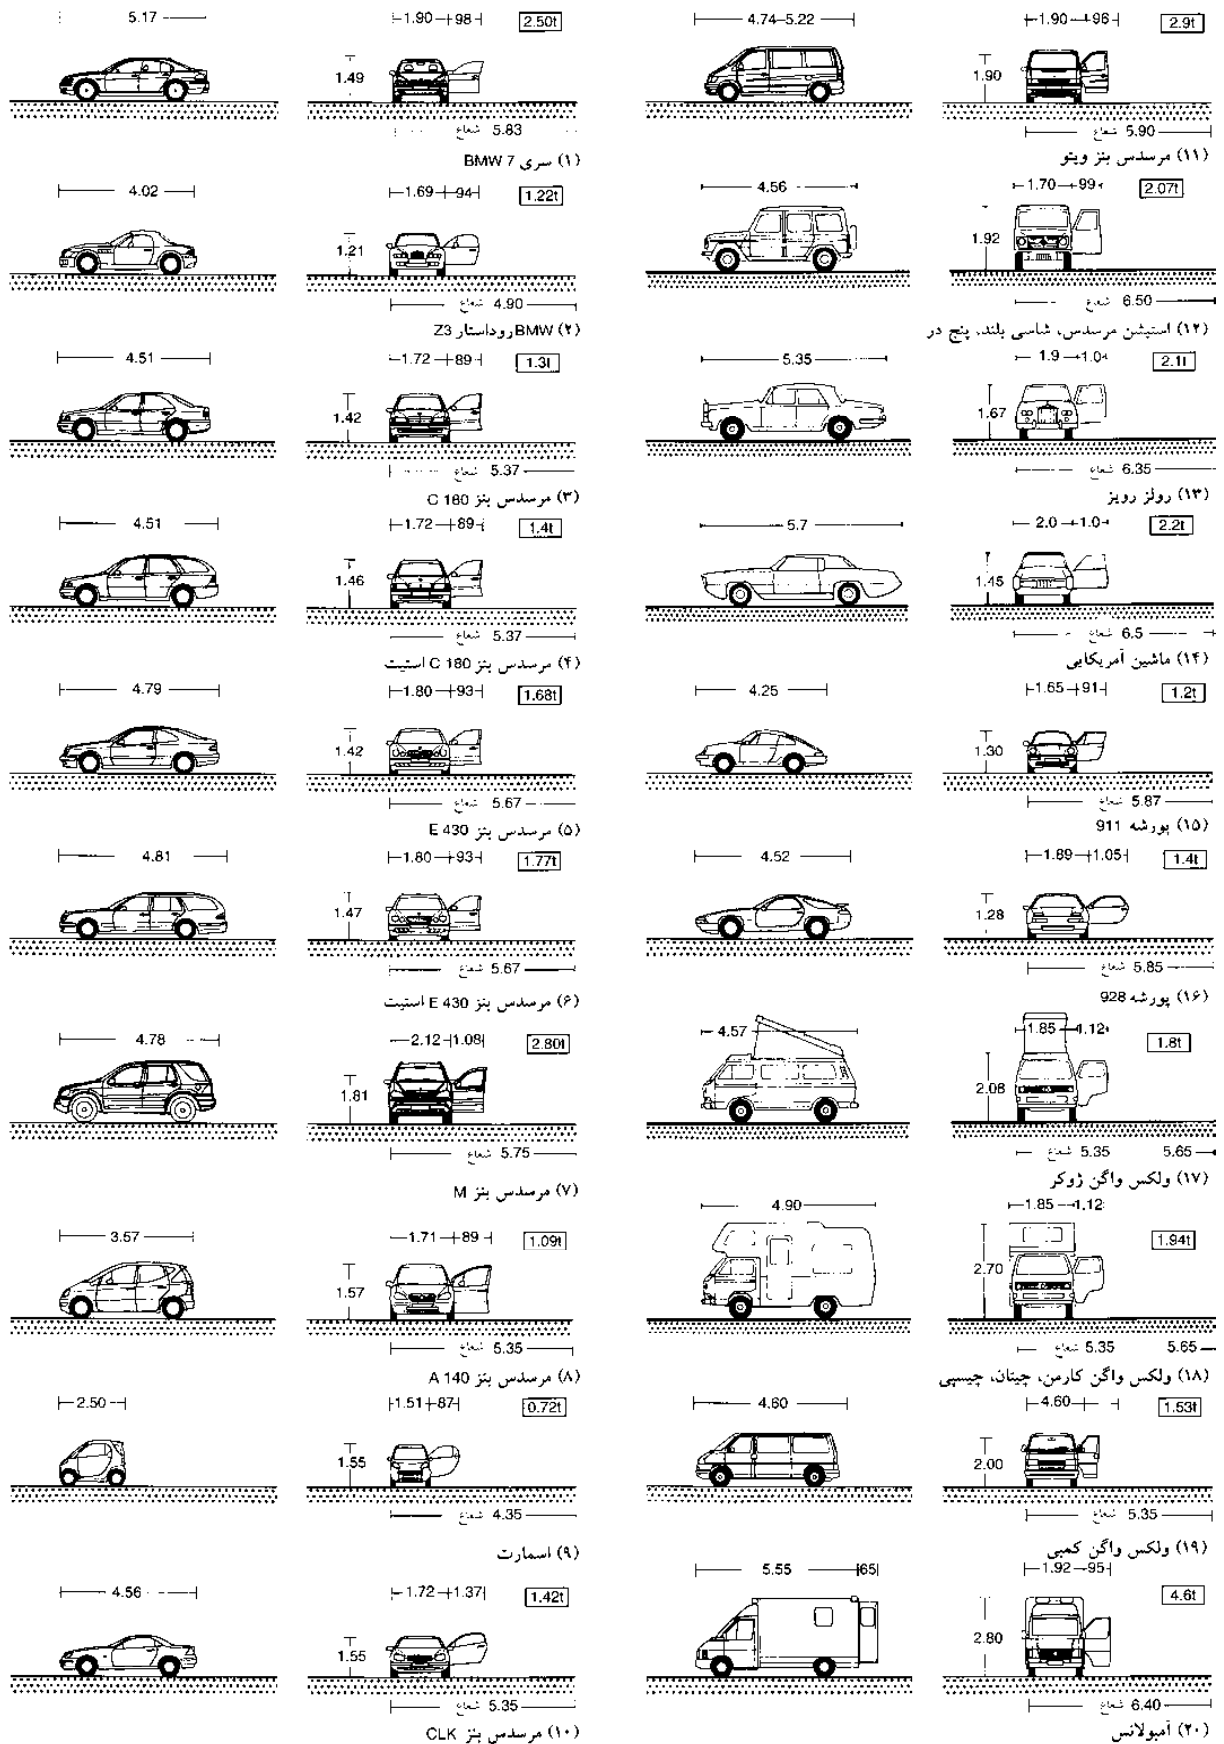 5.17
1.90 98
2.50t
1.49
شعاع 5.83
(۱) سری 7 BMW
4.02
1.69 94
1.22t
1.21
شعاع 4.90
(۲) BMW روداستار Z3
4.51
1.72 89
1.3t
1.42
شعاع 5.37
(۳) مرسدس بنز C 180
4.51
1.72 89
1.4t
1.46
شعاع 5.37
(۴) مرسدس بنز C 180 استیت
4.79
1.80 93
1.68t
1.42
شعاع 5.67
(۵) مرسدس بنز E 430
4.81
1.80 93
1.77t
1.47
شعاع 5.67
(۶) مرسدس بنز E 430 استیت
4.78
2.12 1.08
2.80t
1.81
شعاع 5.75
(۷) مرسدس بنز M
3.57
1.71 89
1.09t
1.57
شعاع 5.35
(۸) مرسدس بنز A 140
2.50
1.51 87
0.72t
1.55
شعاع 4.35
(۹) اسمارت
4.56
1.72 1.37
1.42t
1.55
شعاع 5.35
(۱۰) مرسدس بنز CLK
4.74–5.22
1.90 96
2.9t
1.90
شعاع 5.90
(۱۱) مرسدس بنز ویتو
4.56
1.70 99
2.07t
1.92
شعاع 6.50
(۱۲) استیشن مرسدس، شاسی بلند، پنج در
5.35
1.9 1.0
2.1t
1.67
شعاع 6.35
(۱۳) رولز رویز
5.7
2.0 1.0
2.2t
1.45
شعاع 6.5
(۱۴) ماشین آمریکایی
4.25
1.65 91
1.2t
1.30
شعاع 5.87
(۱۵) پورشه 911
4.52
1.89 1.05
1.4t
1.28
شعاع 5.85
(۱۶) پورشه 928
4.57
1.85 1.12
1.8t
2.08
شعاع 5.35 5.65
(۱۷) ولکس واگن ژوکر
4.90
1.85 1.12
1.94t
2.70
شعاع 5.35 5.65
(۱۸) ولکس واگن کارمن، چیتان، چیسپی
4.60
4.60
1.53t
2.00
شعاع 5.35
(۱۹) ولکس واگن کمبی
5.55 65
1.92 95
4.6t
2.80
شعاع 6.40
(۲۰) آمبولانس